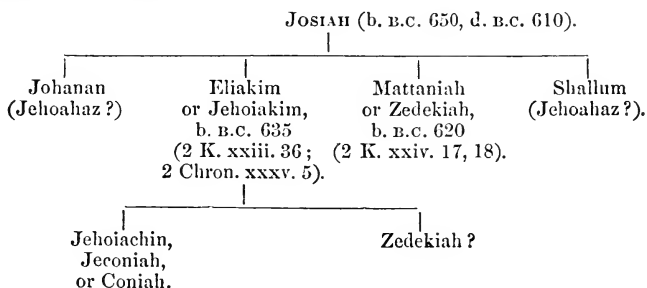 JOSIAH (b. B.C. 650, d. B.C. 610).
Johanan Eliakim Mattaniah Shallum
(Jehoahaz ?) or Jehoiakim, or Zedekiah, (Jehoahaz ?).
b. B.C. 635 b. B.C. 620
(2 K. xxiii. 36 ; (2 K. xxiv. 17, 18).
2 Chron. xxxv. 5).
Jehoiachin, Zedekiah ?
Jeconiah,
or Coniah.